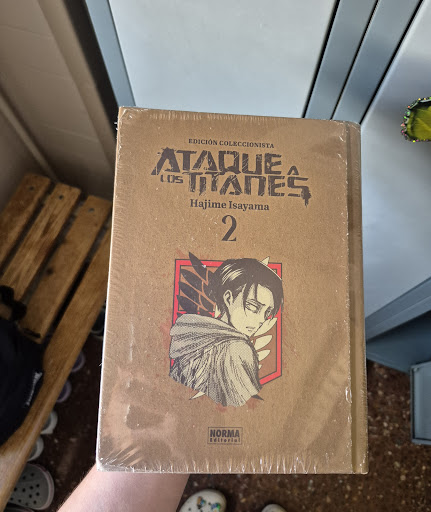 EDICIÓN COLECCIONISTA
ATAQUE A
LOS TITANES
Hajime Isayama
2
NORMA
Editorial